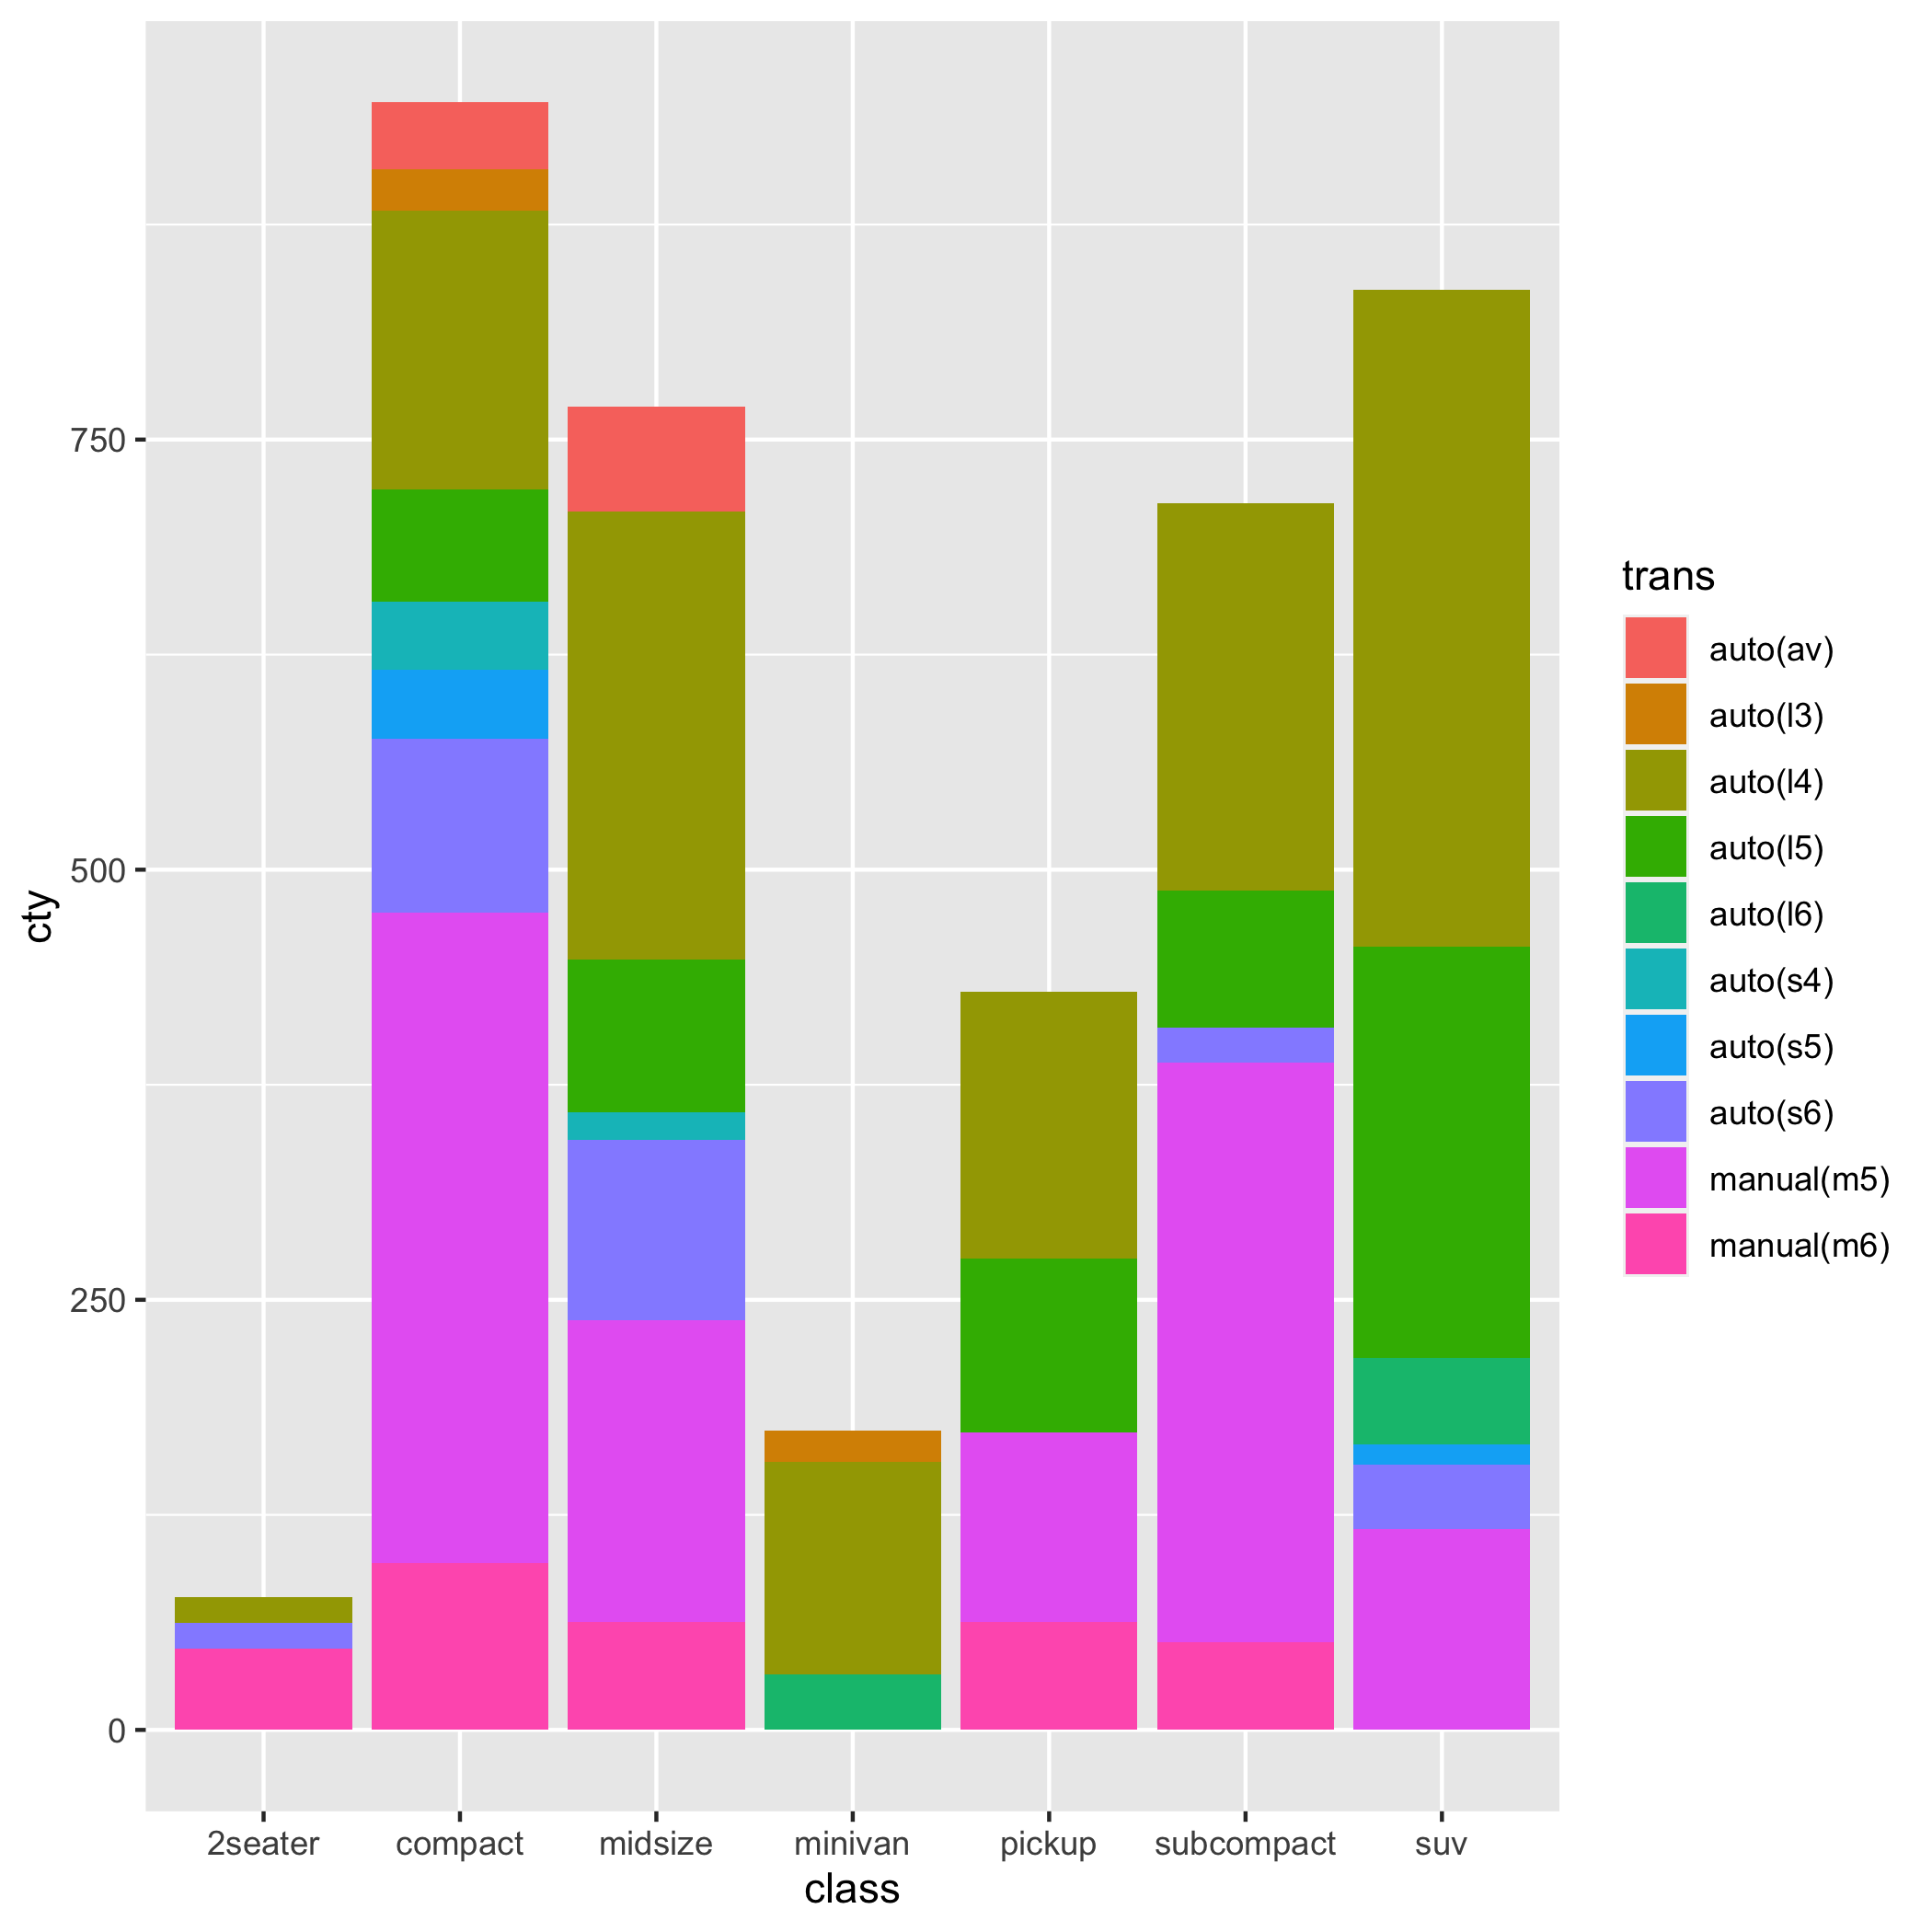 cty
750
500
250
0
2seater compact midsize minivan pickup subcompact suv
class
trans
auto(av)
auto(l3)
auto(l4)
auto(l5)
auto(l6)
auto(s4)
auto(s5)
auto(s6)
manual(m5)
manual(m6)